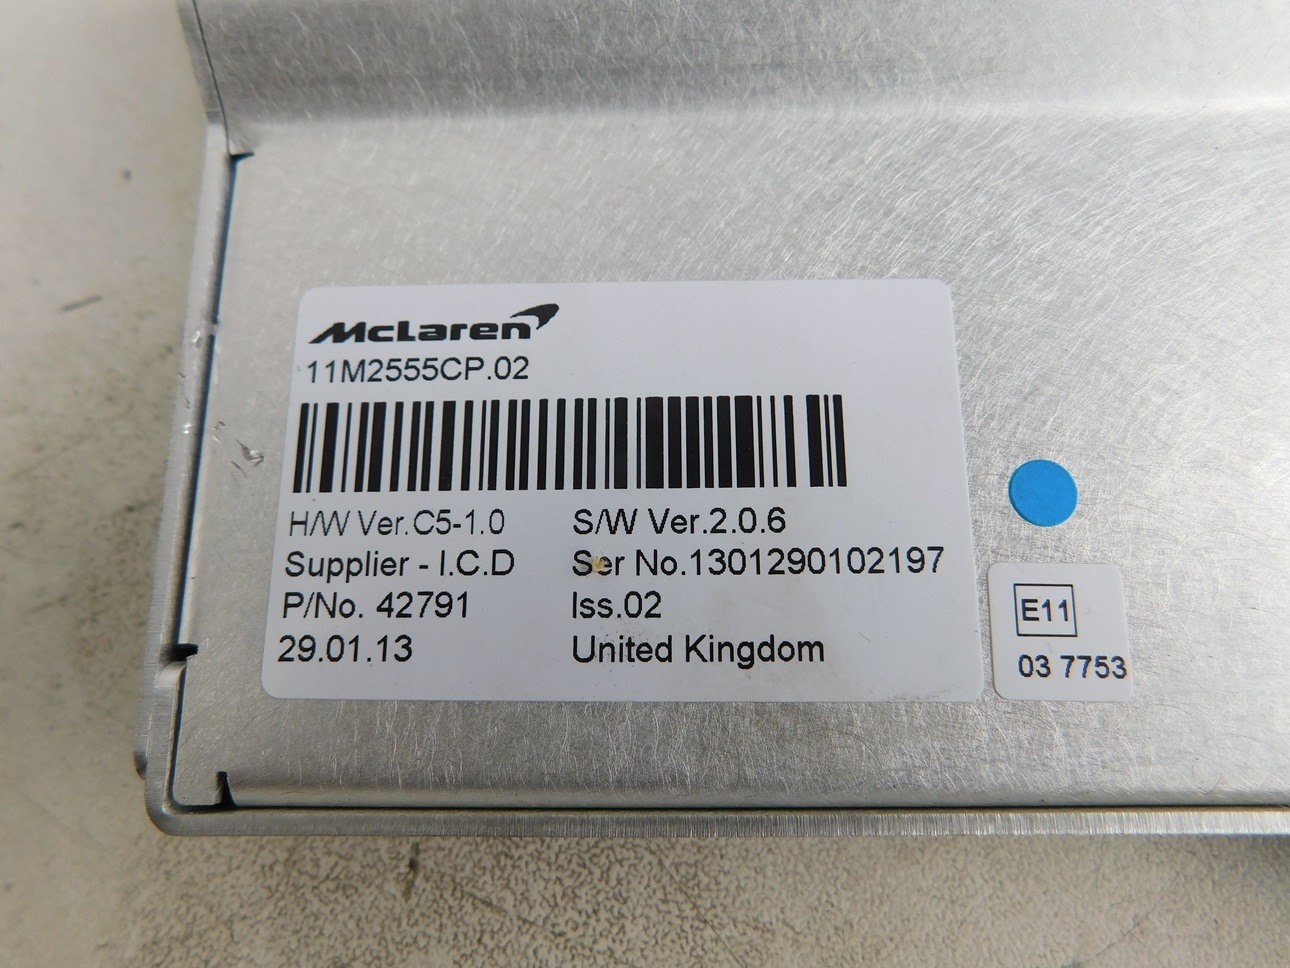 McLaren
11M2555CP.02
H/W Ver.C5-1.0 S/W Ver.2.0.6
Supplier - I.C.D Ser No.1301290102197
P/No. 42791 Iss.02
29.01.13 United Kingdom
E11
03 7753